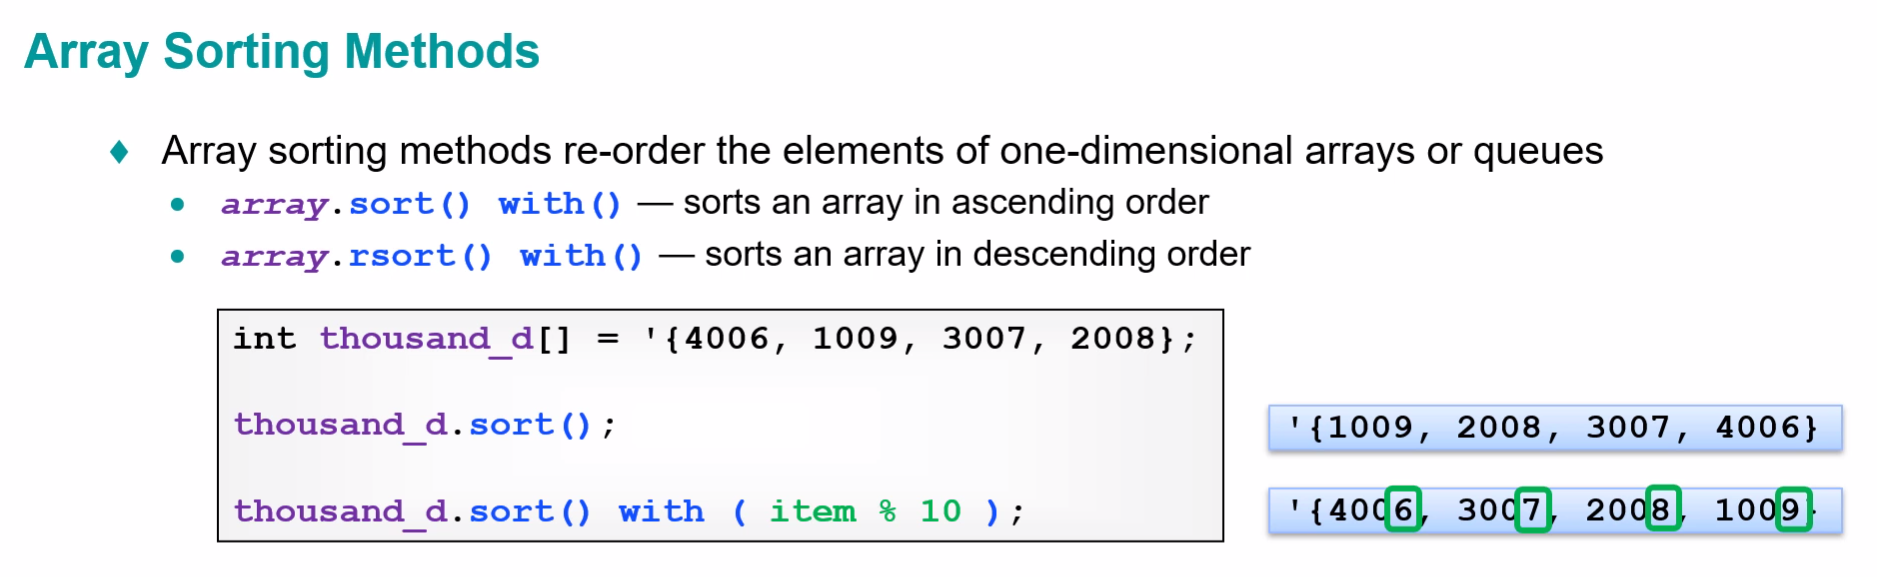 Array Sorting Methods
♦ Array sorting methods re-order the elements of one-dimensional arrays or queues
• array.sort() with() — sorts an array in ascending order
• array.rsort() with() — sorts an array in descending order
int thousand_d[] = '{4006, 1009, 3007, 2008};
thousand_d.sort();
'{1009, 2008, 3007, 4006}
thousand_d.sort() with ( item % 10 );
'{4006, 3007, 2008, 1009}